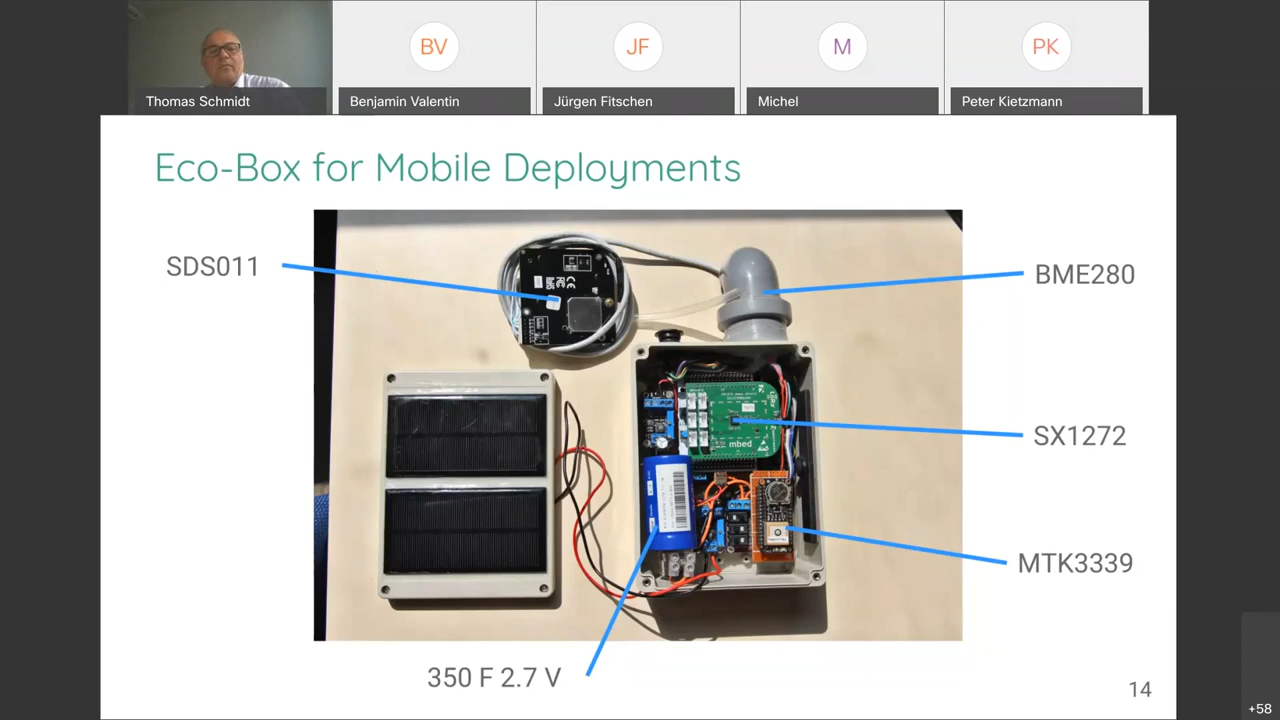 BV
JF
M
PK
Thomas Schmidt
Benjamin Valentin
Jürgen Fitschen
Michel
Peter Kietzmann
Eco-Box for Mobile Deployments
SDS011
BME280
mbed
SX1272
MTK3339
350 F 2.7 V
14
+58